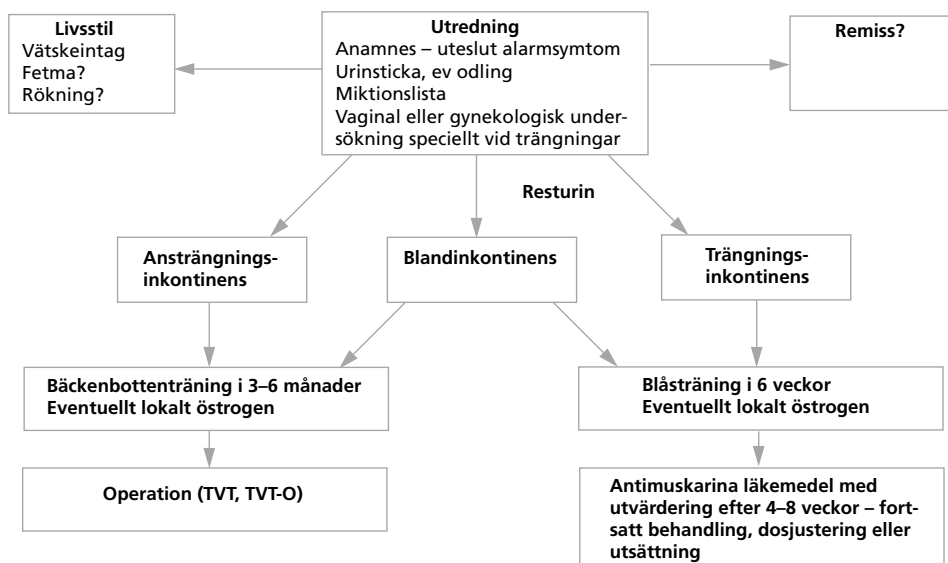 Livsstil
Vätskeintag
Fetma?
Rökning?
Utredning
Anamnes – uteslut alarmsymtom
Urinsticka, ev odling
Miktionslista
Vaginal eller gynekologisk under-
sökning speciellt vid trängningar
Remiss?
Resturin
Ansträngnings-
inkontinens
Blandinkontinens
Trängnings-
inkontinens
Bäckenbottenträning i 3–6 månader
Eventuellt lokalt östrogen
Blåsträning i 6 veckor
Eventuellt lokalt östrogen
Operation (TVT, TVT-O)
Antimuskarina läkemedel med
utvärdering efter 4–8 veckor – fort-
satt behandling, dosjustering eller
utsättning